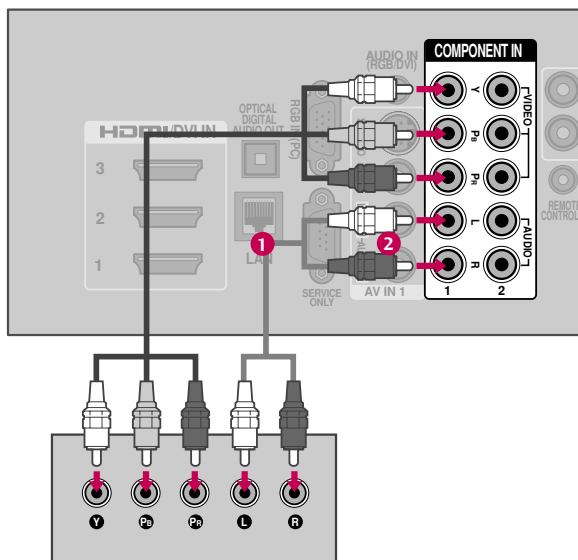 COMPONENT IN
AUDIO IN
(RGB/DVI)
Y
PB
PR
VIDEO
L
R
AUDIO
1
2
OPTICAL
DIGITAL
AUDIO OUT
RGB IN (PC)
HDMI/DVI IN
3
2
1
LAN
1
2
SERVICE
ONLY
AV IN 1
REMOTE
CONTROL
Y
PB
PR
L
R